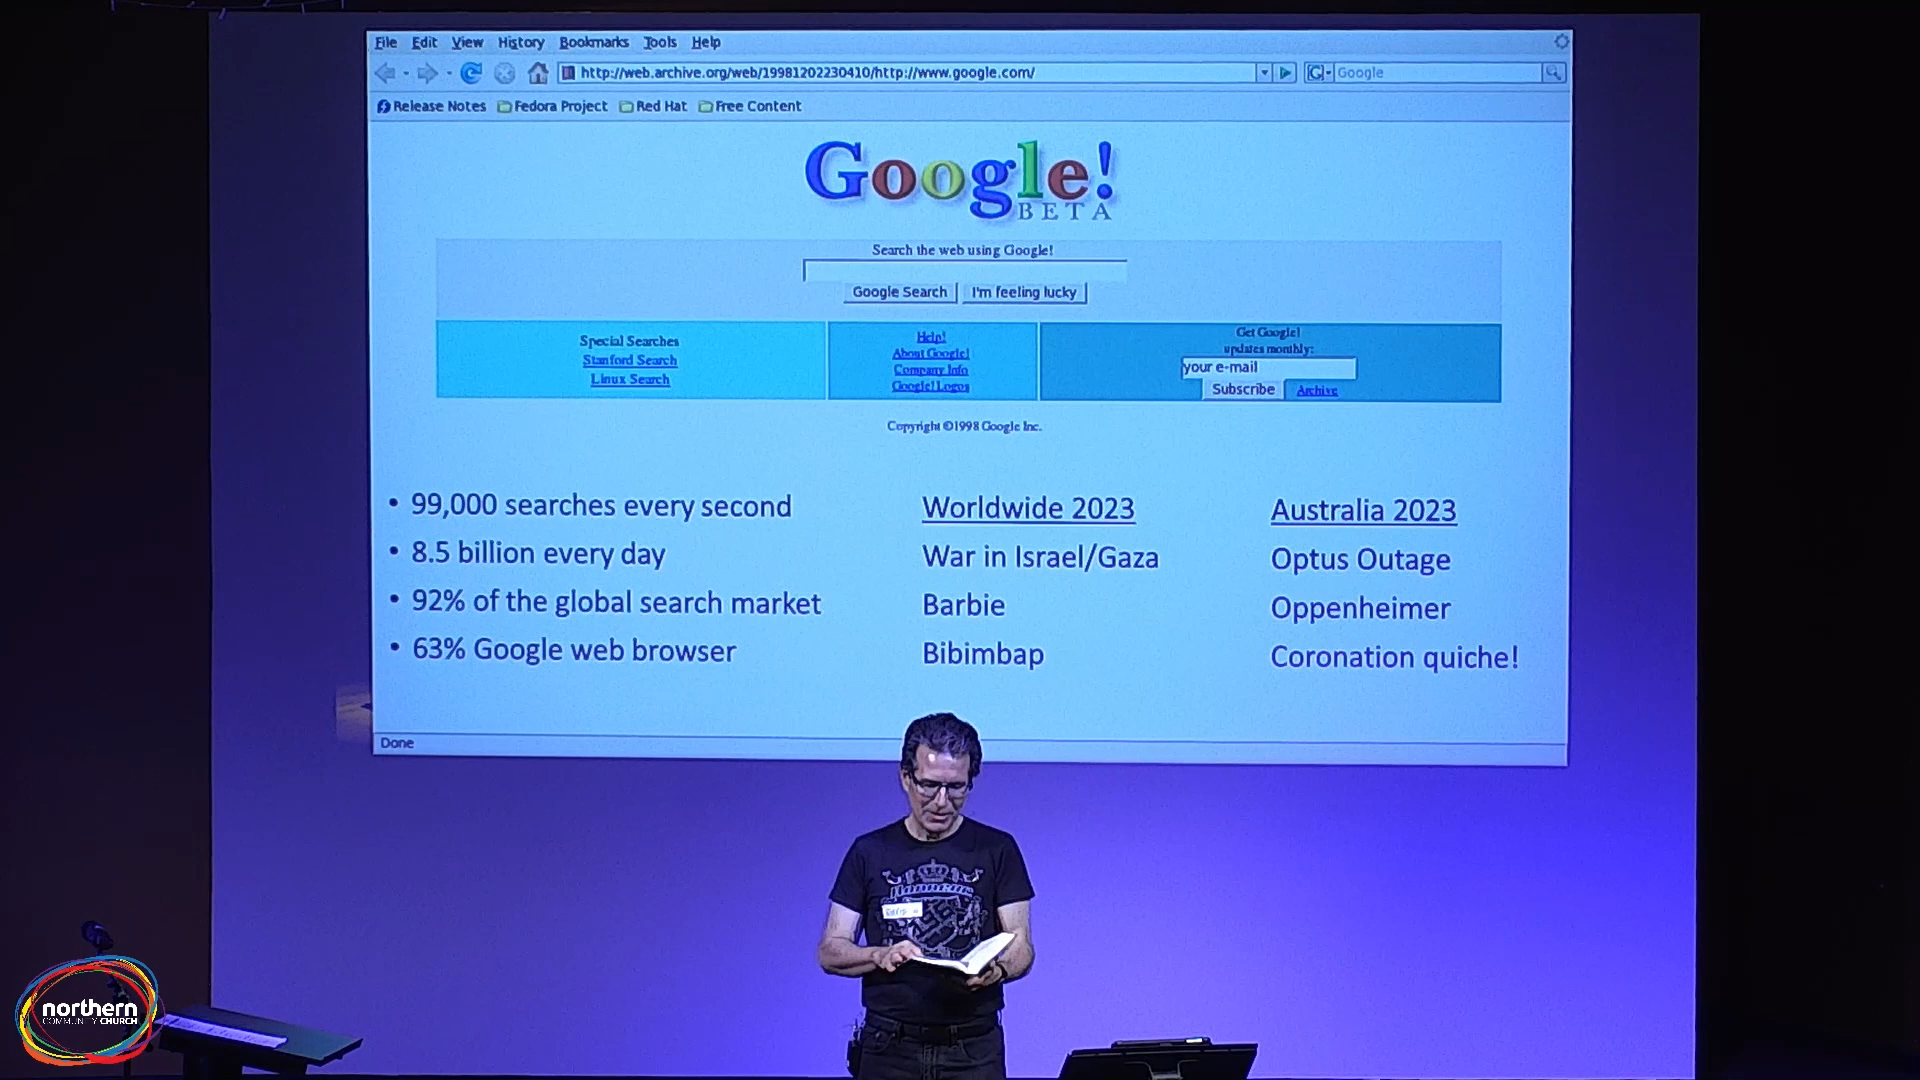 File Edit View History Bookmarks Tools Help
http://web.archive.org/web/19981202230410/http://www.google.com/
Google
Release Notes Fedora Project Red Hat Free Content
Google!
BETA
Search the web using Google!
Google Search I'm feeling lucky
Special Searches
Stanford Search
Linux Search
Help!
About Google!
Company Info
Google! Logos
Get Google!
updates monthly:
your e-mail
Subscribe Archive
Copyright ©1998 Google Inc.
• 99,000 searches every second
• 8.5 billion every day
• 92% of the global search market
• 63% Google web browser
Worldwide 2023
War in Israel/Gaza
Barbie
Bibimbap
Australia 2023
Optus Outage
Oppenheimer
Coronation quiche!
Done
northern
COMMUNITY CHURCH